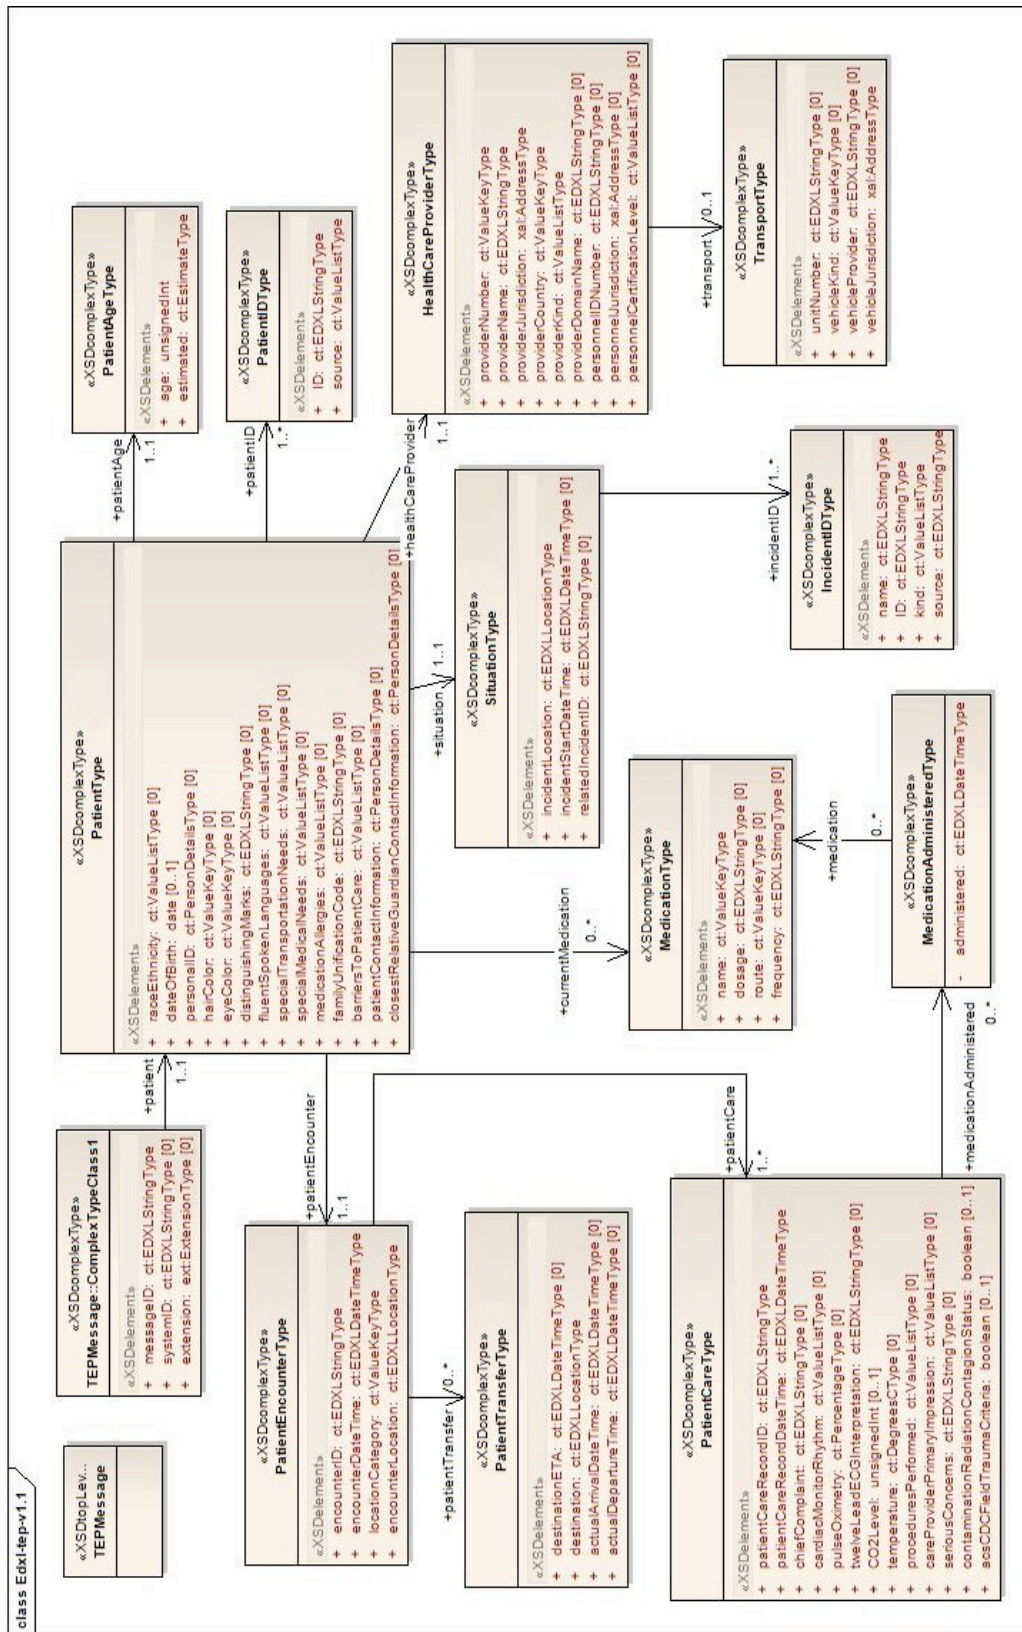 class Edxl-tep-v1.1
«XSDtopLev...
TEPMessage
«XSDcomplexType»
TEPMessage::ComplexTypeClass1
«XSDelement»
+ messageID: ct:EDXLStringType
+ systemID: ct:EDXLStringType [0]
+ extension: ext:ExtensionType [0]
+patient
1..1
«XSDcomplexType»
PatientType
«XSDelement»
+ raceEthnicity: ct:ValueListType [0]
+ dateOfBirth: date [0..1]
+ personalID: ct:PersonDetailsType [0]
+ hairColor: ct:ValueKeyType [0]
+ eyeColor: ct:ValueKeyType [0]
+ distinguishingMarks: ct:EDXLStringType [0]
+ fluentSpokenLanguages: ct:ValueListType [0]
+ specialTransportationNeeds: ct:ValueListType [0]
+ specialMedicalNeeds: ct:ValueListType [0]
+ medicationAllergies: ct:ValueListType [0]
+ familyUnificationCode: ct:EDXLStringType [0]
+ barriersToPatientCare: ct:ValueListType [0]
+ patientContactInformation: ct:PersonDetailsType [0]
+ closestRelativeGuardianContactInformation: ct:PersonDetailsType [0]
+patientAge
1..1
«XSDcomplexType»
PatientAgeType
«XSDelement»
+ age: unsignedInt
+ estimated: ct:EstimateType
+patientID
1..*
«XSDcomplexType»
PatientIDType
«XSDelement»
+ ID: ct:EDXLStringType
+ source: ct:ValueListType
+healthCareProvider
1..1
«XSDcomplexType»
HealthCareProviderType
«XSDelement»
+ providerNumber: ct:ValueKeyType
+ providerName: ct:EDXLStringType
+ providerJurisdiction: xal:AddressType
+ providerCountry: ct:ValueKeyType
+ providerKind: ct:ValueListType
+ providerDomainName: ct:EDXLStringType [0]
+ personnelIDNumber: ct:EDXLStringType [0]
+ personnelJurisdiction: xal:AddressType [0]
+ personnelCertificationLevel: ct:ValueListType [0]
+transport
0..1
«XSDcomplexType»
TransportType
«XSDelement»
+ unitNumber: ct:EDXLStringType [0]
+ vehicleKind: ct:ValueKeyType [0]
+ vehicleProvider: ct:EDXLStringType [0]
+ vehicleJurisdiction: xal:AddressType
+patientEncounter
1..1
«XSDcomplexType»
PatientEncounterType
«XSDelement»
+ encounterID: ct:EDXLStringType
+ encounterDateTime: ct:EDXLDateTimeType
+ locationCategory: ct:ValueKeyType
+ encounterLocation: ct:EDXLLocationType
+situation
1..1
«XSDcomplexType»
SituationType
«XSDelement»
+ incidentLocation: ct:EDXLLocationType
+ incidentStartDateTime: ct:EDXLDateTimeType [0]
+ relatedIncidentID: ct:EDXLStringType [0]
+incidentID
1..*
«XSDcomplexType»
IncidentIDType
«XSDelement»
+ name: ct:EDXLStringType
+ ID: ct:EDXLStringType
+ kind: ct:ValueListType
+ source: ct:EDXLStringType
+patientTransfer
0..*
«XSDcomplexType»
PatientTransferType
«XSDelement»
+ destinationETA: ct:EDXLDateTimeType [0]
+ destination: ct:EDXLLocationType
+ actualArrivalDateTime: ct:EDXLDateTimeType [0]
+ actualDepartureTime: ct:EDXLDateTimeType [0]
+currentMedication
0..*
«XSDcomplexType»
MedicationType
«XSDelement»
+ name: ct:ValueKeyType
+ dosage: ct:EDXLStringType [0]
+ route: ct:ValueKeyType [0]
+ frequency: ct:EDXLStringType [0]
+medication
0..*
«XSDcomplexType»
MedicationAdministeredType
- administered: ct:EDXLDateTimeType
+patientCare
1..*
«XSDcomplexType»
PatientCareType
«XSDelement»
+ patientCareRecordID: ct:EDXLStringType
+ patientCareRecordDateTime: ct:EDXLDateTimeType
+ chiefComplaint: ct:EDXLStringType [0]
+ cardiacMonitorRhythm: ct:ValueListType [0]
+ pulseOximetry: ct:PercentageType [0]
+ twelveLeadECGInterpretation: ct:EDXLStringType [0]
+ CO2Level: unsignedInt [0..1]
+ temperature: ct:DegreesCType [0]
+ proceduresPerformed: ct:ValueListType [0]
+ careProviderPrimaryImpression: ct:ValueListType [0]
+ seriousConcerns: ct:EDXLStringType [0]
+ contaminationRadiationContagionStatus: boolean [0..1]
+ acsCDCFieldTraumaCriteria: boolean [0..1]
+medicationAdministered
0..*